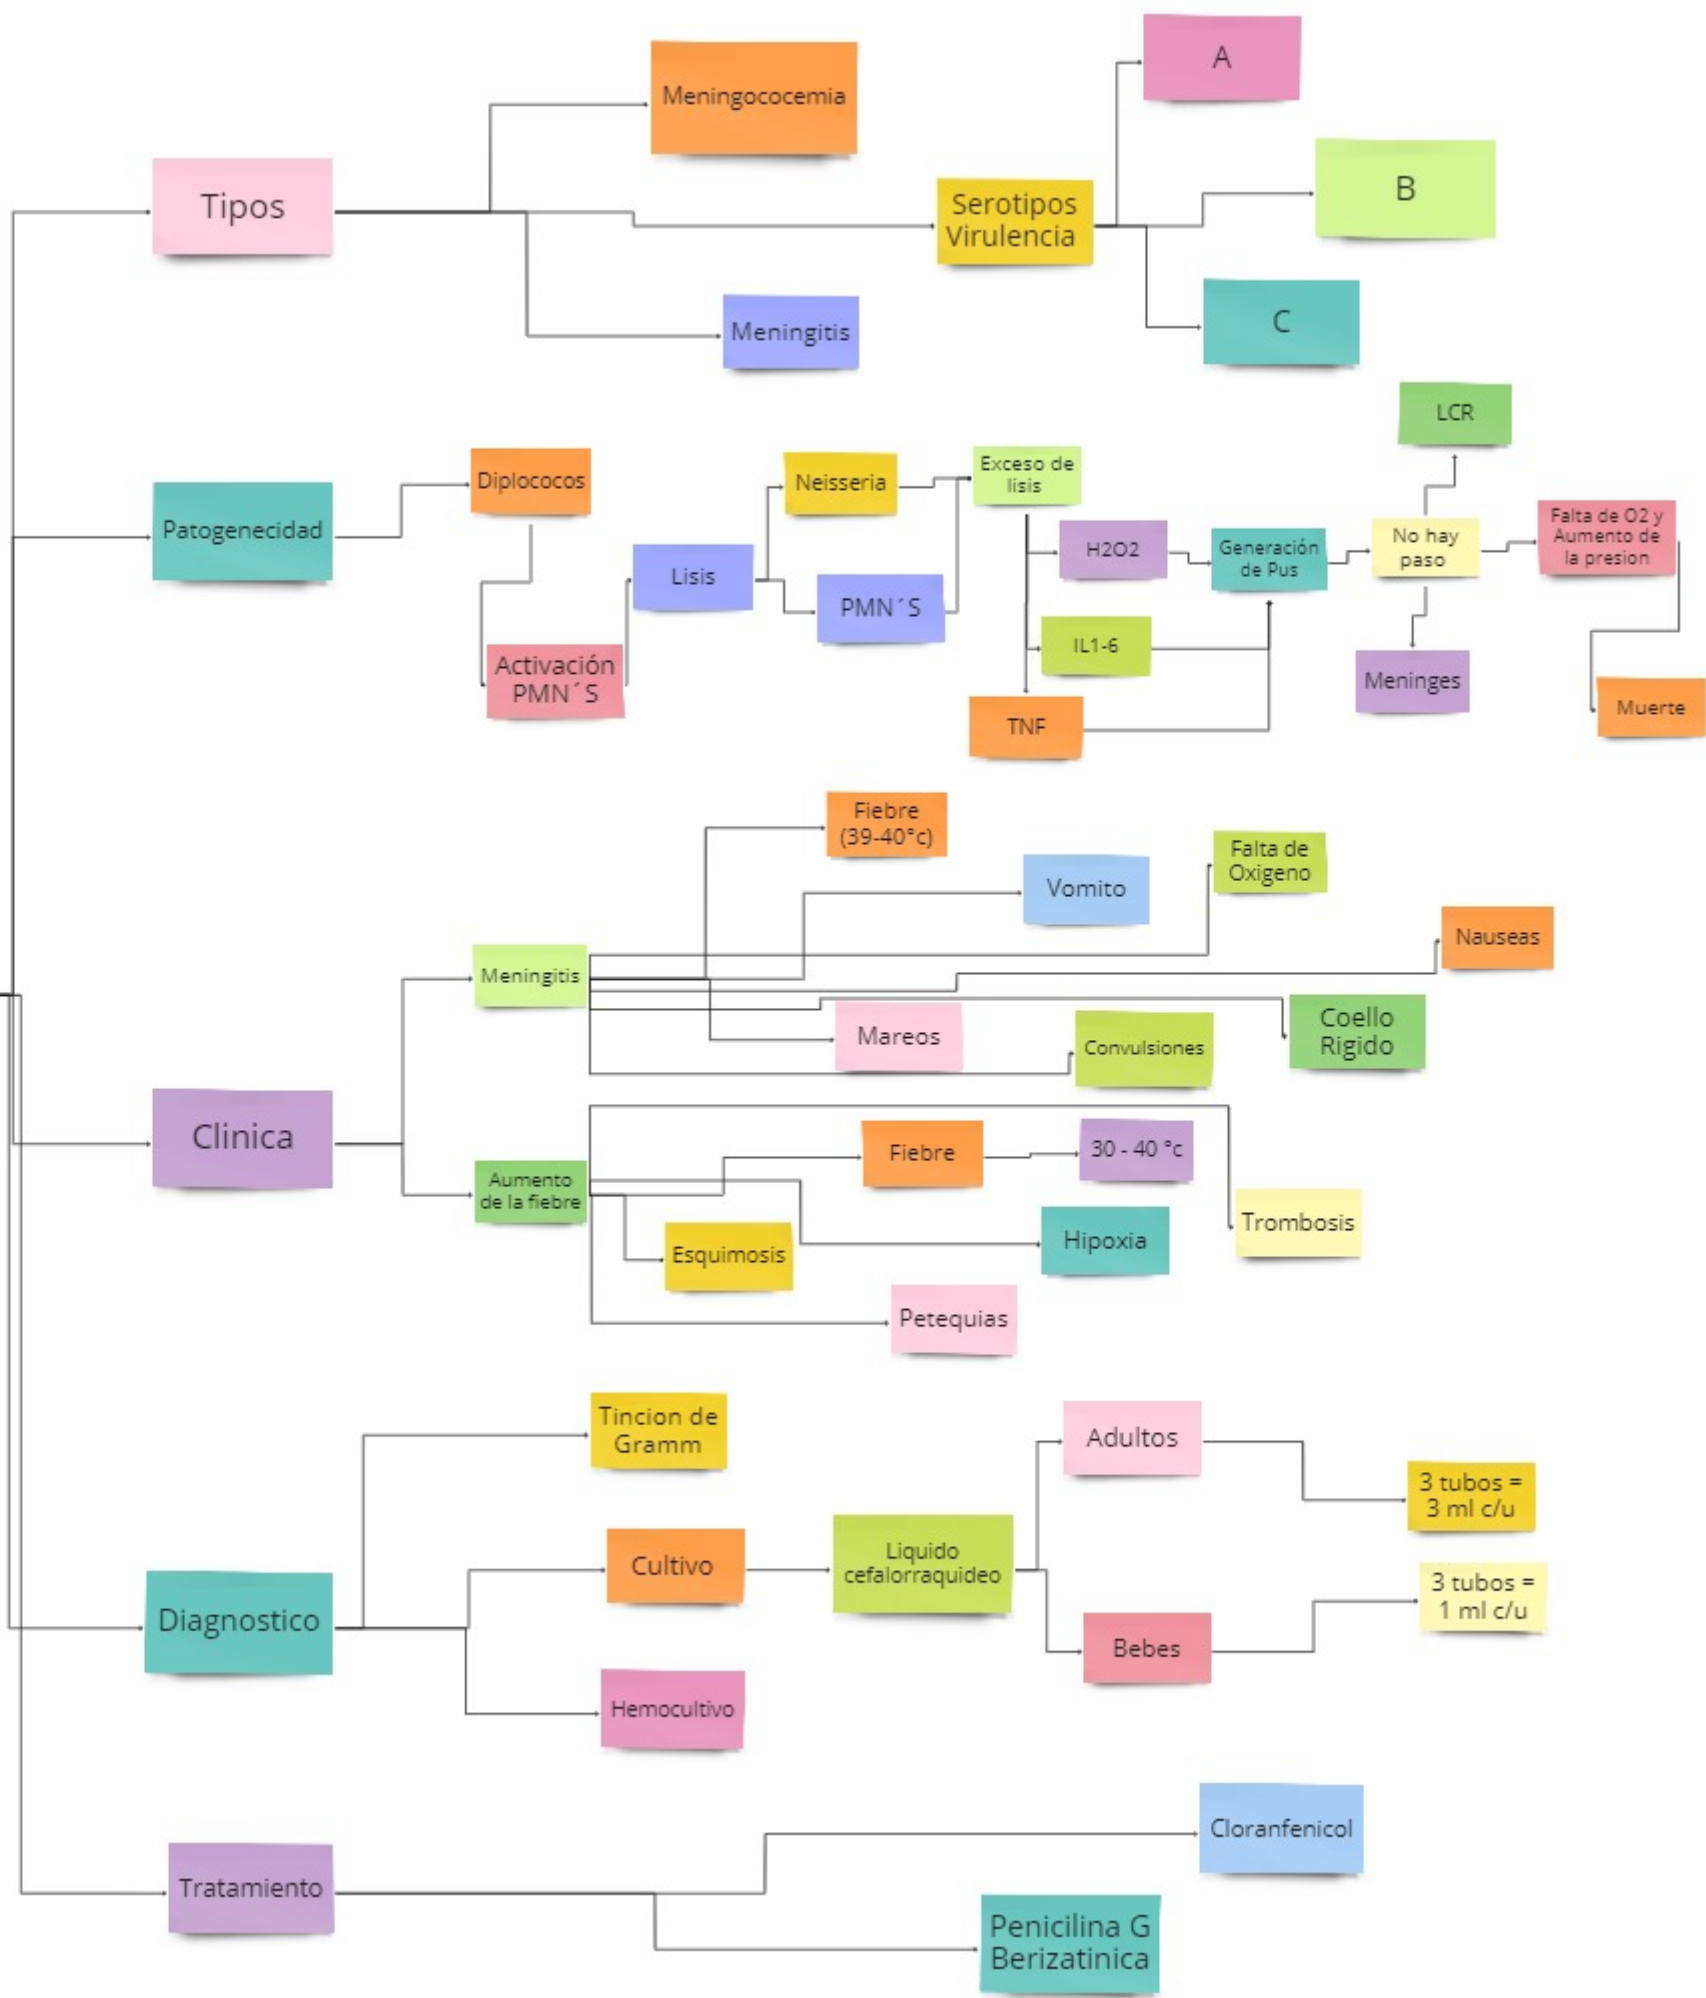 Tipos
Meningococemia
Serotipos
Virulencia
A
B
C
Meningitis
Patogenecidad
Diplococos
Activación
PMN´S
Lisis
Neisseria
PMN´S
Exceso de
lisis
H2O2
IL1-6
TNF
Generación
de Pus
No hay
paso
LCR
Meninges
Falta de O2 y
Aumento de
la presion
Muerte
Clinica
Meningitis
Fiebre
(39-40°c)
Vomito
Falta de
Oxigeno
Nauseas
Mareos
Convulsiones
Coello
Rigido
Aumento
de la fiebre
Fiebre
30 - 40 °c
Trombosis
Hipoxia
Esquimosis
Petequias
Diagnostico
Tincion de
Gramm
Cultivo
Liquido
cefalorraquideo
Adultos
3 tubos =
3 ml c/u
Bebes
3 tubos =
1 ml c/u
Hemocultivo
Tratamiento
Cloranfenicol
Penicilina G
Berizatinica